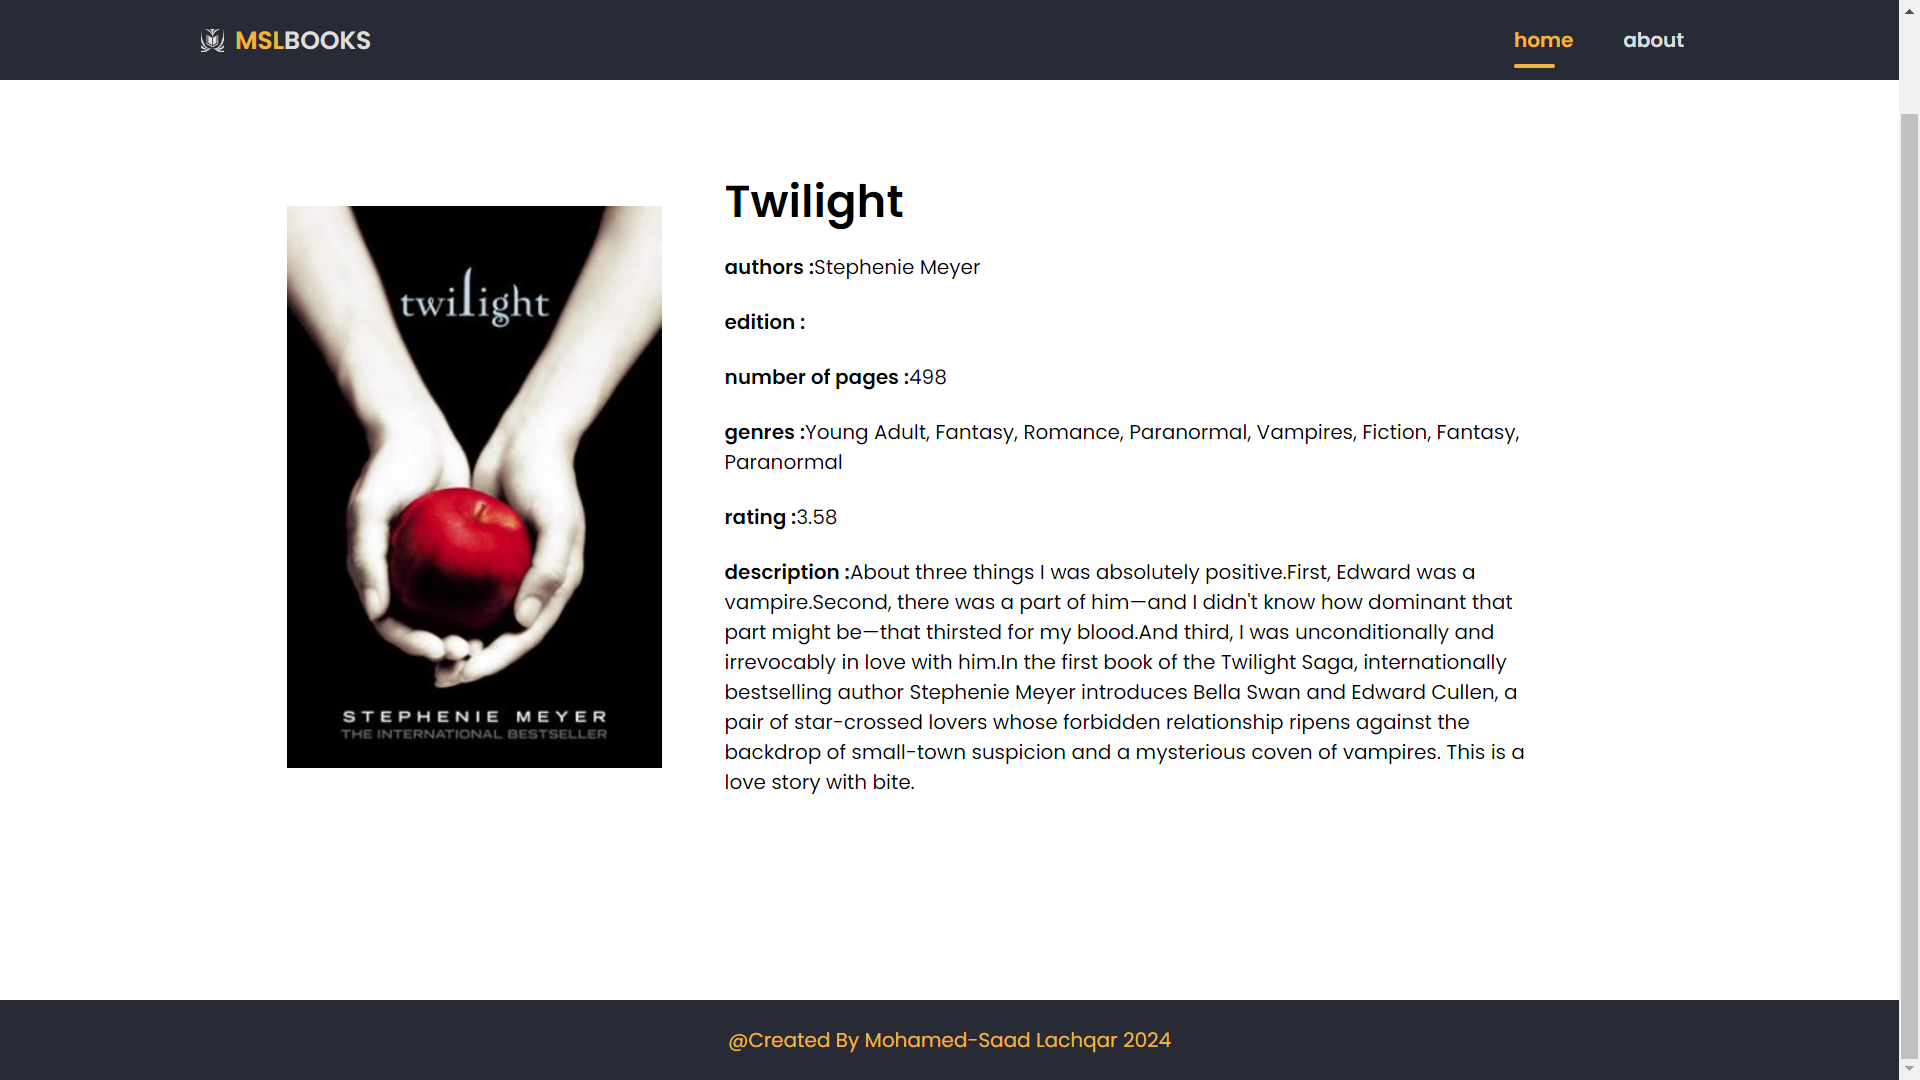 MSLBOOKS
home
about
twilight
STEPHENIE MEYER
THE INTERNATIONAL BESTSELLER
Twilight
authors :Stephenie Meyer
edition :
number of pages :498
genres :Young Adult, Fantasy, Romance, Paranormal, Vampires, Fiction, Fantasy,
Paranormal
rating :3.58
description :About three things I was absolutely positive.First, Edward was a
vampire.Second, there was a part of him—and I didn't know how dominant that
part might be—that thirsted for my blood.And third, I was unconditionally and
irrevocably in love with him.In the first book of the Twilight Saga, internationally
bestselling author Stephenie Meyer introduces Bella Swan and Edward Cullen, a
pair of star-crossed lovers whose forbidden relationship ripens against the
backdrop of small-town suspicion and a mysterious coven of vampires. This is a
love story with bite.
@Created By Mohamed-Saad Lachqar 2024